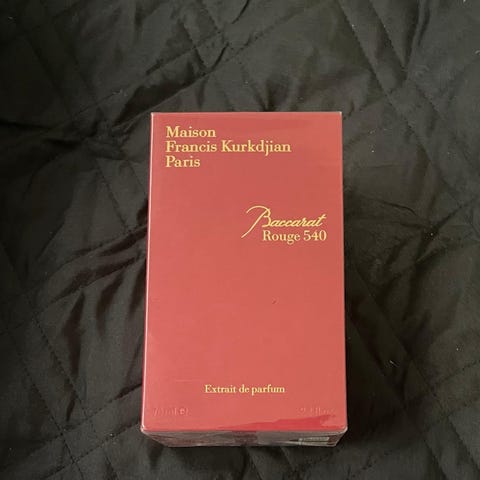 Maison
Francis Kurkdjian
Paris
Baccarat
Rouge 540
Extrait de parfum